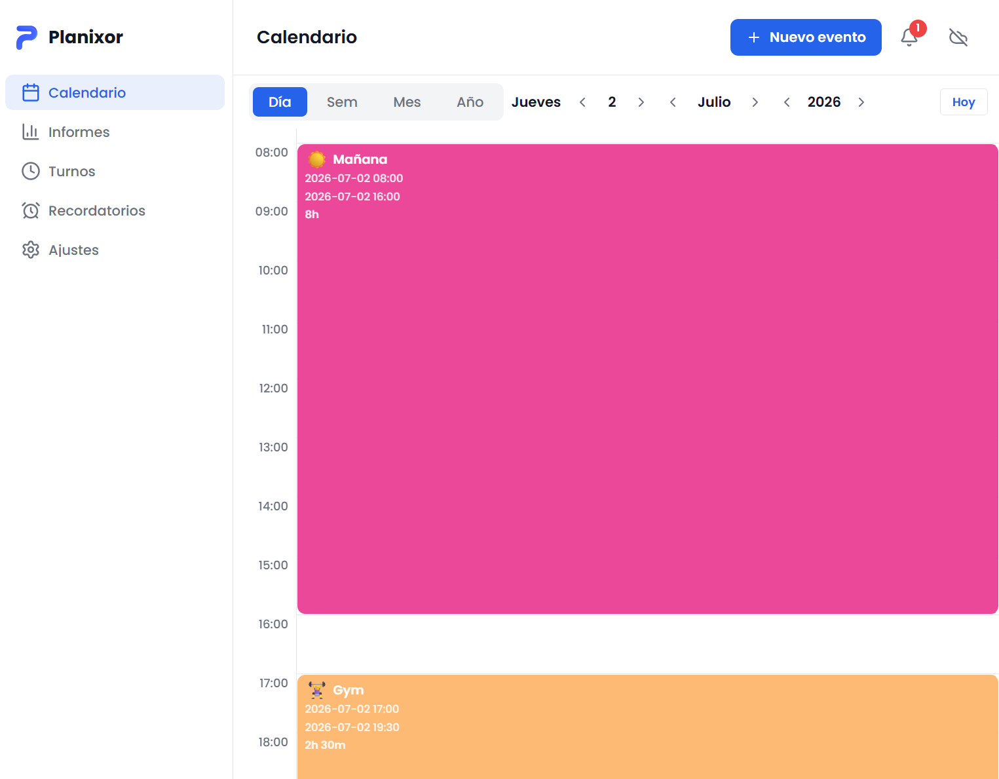 Planixor
Calendario
Informes
Turnos
Recordatorios
Ajustes
Calendario
Nuevo evento
1
Día Sem Mes Año Jueves 2 Julio 2026 Hoy
08:00
Mañana
2026-07-02 08:00
2026-07-02 16:00
8h
09:00
10:00
11:00
12:00
13:00
14:00
15:00
16:00
17:00
Gym
2026-07-02 17:00
2026-07-02 19:30
2h 30m
18:00